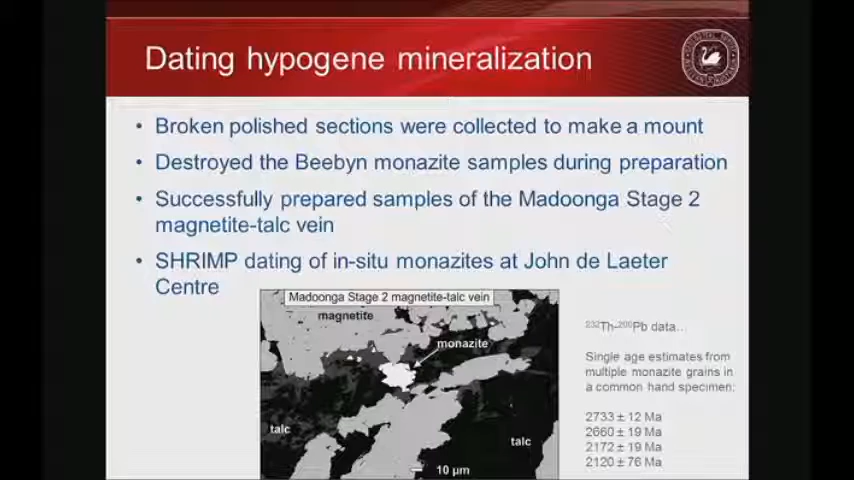 Dating hypogene mineralization
• Broken polished sections were collected to make a mount
• Destroyed the Beebyn monazite samples during preparation
• Successfully prepared samples of the Madoonga Stage 2
magnetite-talc vein
• SHRIMP dating of in-situ monazites at John de Laeter
Centre
Madoonga Stage 2 magnetite-talc vein
magnetite
monazite
talc
talc
10 µm
²³²Th-²⁰⁸Pb data..
Single age estimates from
multiple monazite grains in
a common hand specimen:
2733 ± 12 Ma
2660 ± 19 Ma
2172 ± 19 Ma
2120 ± 76 Ma